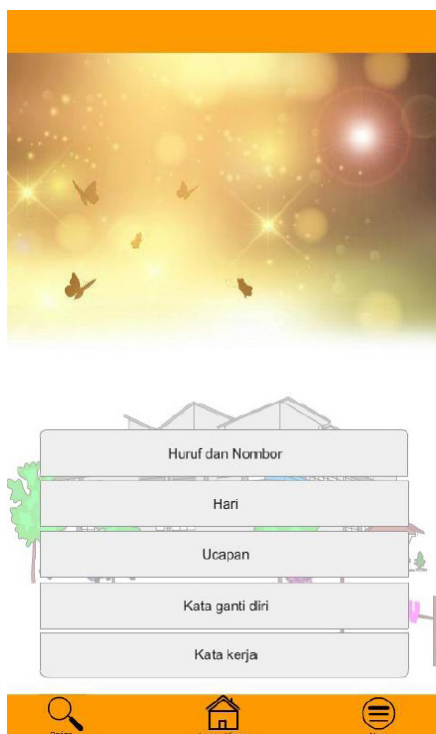 Huruf dan Nombor
Hari
Ucapan
Kata ganti diri
Kata kerja